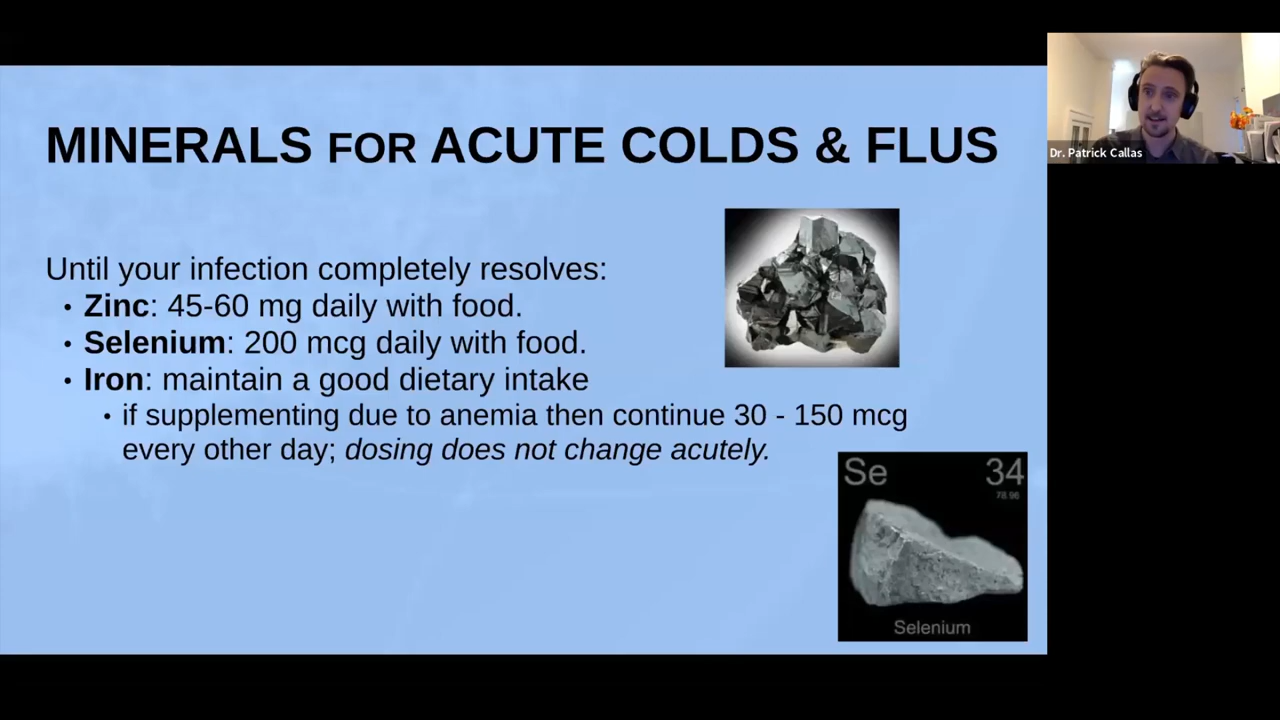 MINERALS FOR ACUTE COLDS & FLUS
Dr. Patrick Callas
Until your infection completely resolves:
• Zinc: 45-60 mg daily with food.
• Selenium: 200 mcg daily with food.
• Iron: maintain a good dietary intake
• if supplementing due to anemia then continue 30 - 150 mcg
every other day; dosing does not change acutely.
Se 34
78.96
Selenium